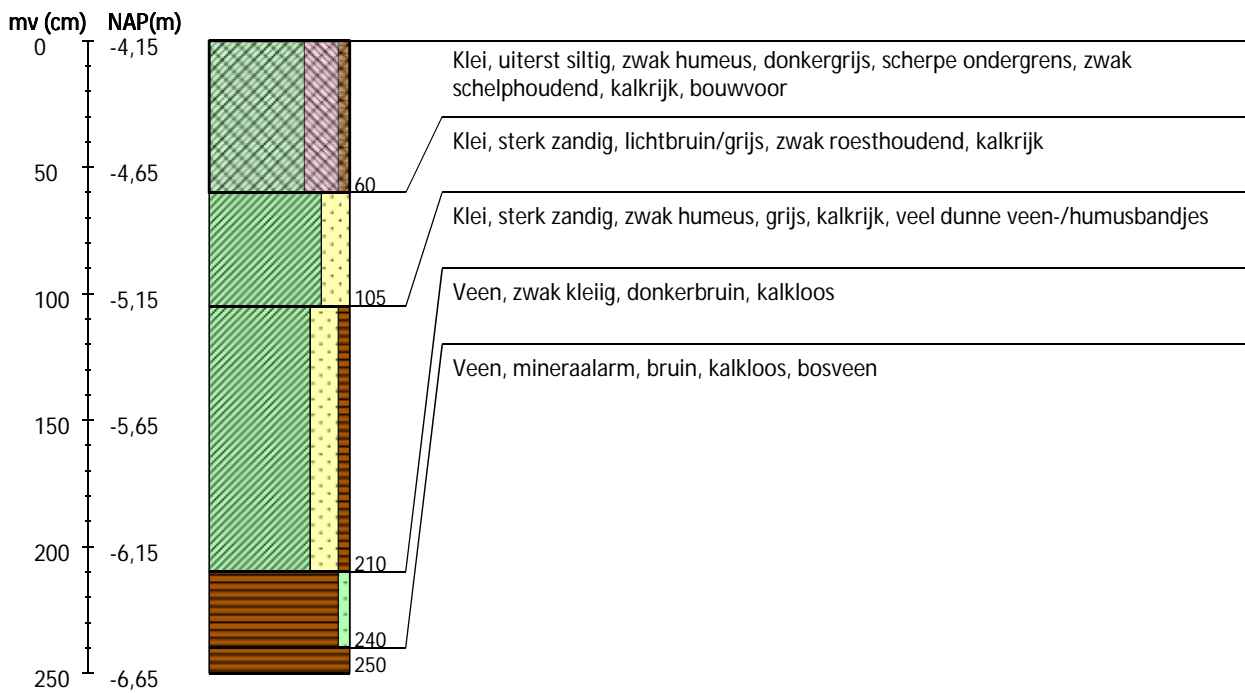 mv (cm) NAP(m)
0 -4,15
Klei, uiterst siltig, zwak humeus, donkergrijs, scherpe ondergrens, zwak
schelphoudend, kalkrijk, bouwvoor
Klei, sterk zandig, lichtbruin/grijs, zwak roesthoudend, kalkrijk
50 -4,65
60
Klei, sterk zandig, zwak humeus, grijs, kalkrijk, veel dunne veen-/humusbandjes
100 -5,15
105
Veen, zwak kleiig, donkerbruin, kalkloos
Veen, mineraalarm, bruin, kalkloos, bosveen
150 -5,65
200 -6,15
210
240
250
250 -6,65